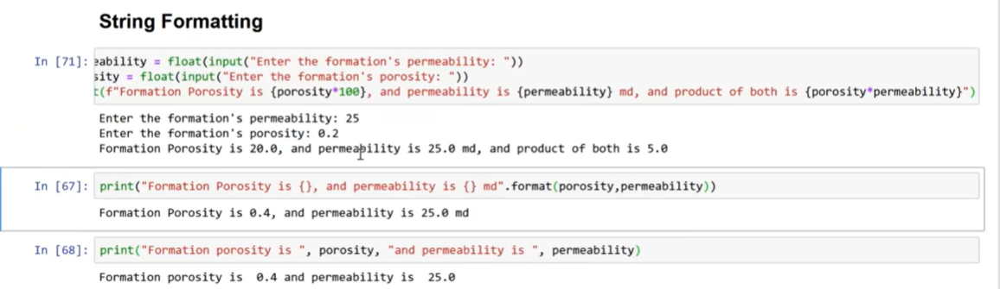 String Formatting
In [71]: eability = float(input("Enter the formation's permeability: "))
sity = float(input("Enter the formation's porosity: "))
t(f"Formation Porosity is {porosity*100}, and permeability is {permeability} md, and product of both is {porosity*permeability}")
Enter the formation's permeability: 25
Enter the formation's porosity: 0.2
Formation Porosity is 20.0, and permeability is 25.0 md, and product of both is 5.0
In [67]: print("Formation Porosity is {}, and permeability is {} md".format(porosity,permeability))
Formation Porosity is 0.4, and permeability is 25.0 md
In [68]: print("Formation porosity is ", porosity, "and permeability is ", permeability)
Formation porosity is  0.4 and permeability is  25.0